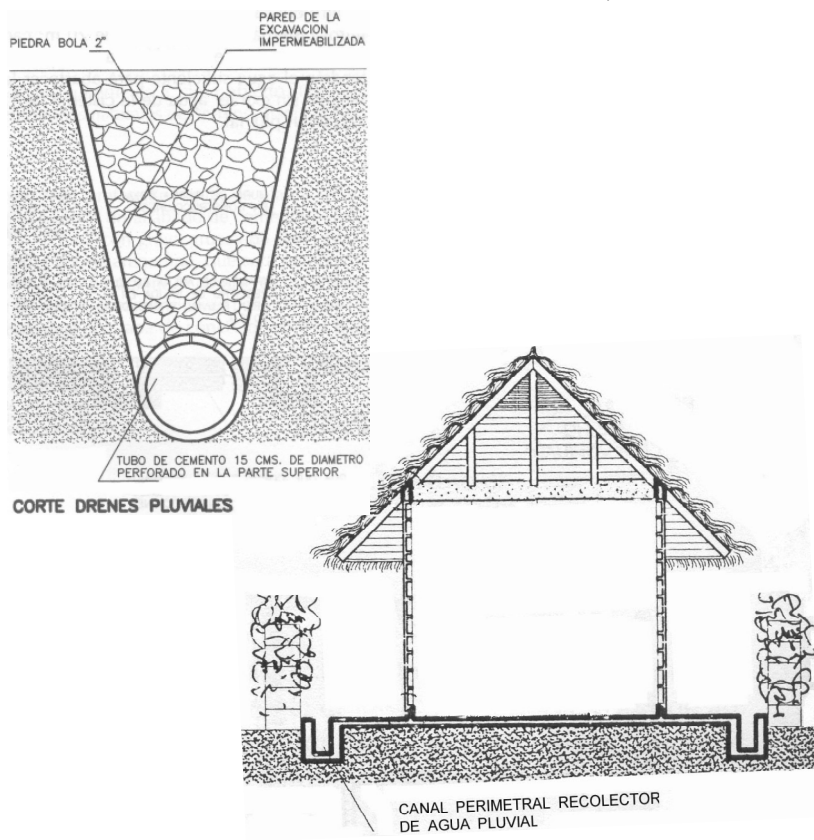 PARED DE LA
EXCAVACION
IMPERMEABILIZADA
PIEDRA BOLA 2"
TUBO DE CEMENTO 15 CMS. DE DIAMETRO
PERFORADO EN LA PARTE SUPERIOR
CORTE DRENES PLUVIALES
CANAL PERIMETRAL RECOLECTOR
DE AGUA PLUVIAL